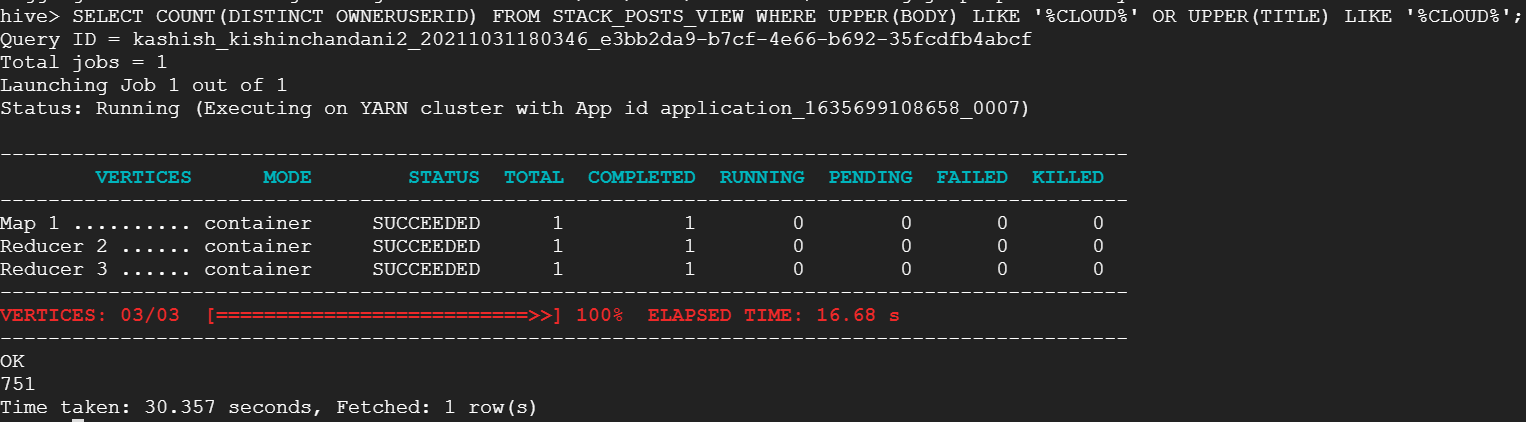 hive> SELECT COUNT(DISTINCT OWNERUSERID) FROM STACK_POSTS_VIEW WHERE UPPER(BODY) LIKE '%CLOUD%' OR UPPER(TITLE) LIKE '%CLOUD%';
Query ID = kashish_kishinchandani2_20211031180346_e3bb2da9-b7cf-4e66-b692-35fcdfb4abcf
Total jobs = 1
Launching Job 1 out of 1
Status: Running (Executing on YARN cluster with App id application_1635699108658_0007)
----------------------------------------------------------------------------------------------
        VERTICES      MODE        STATUS  TOTAL  COMPLETED  RUNNING  PENDING  FAILED  KILLED
----------------------------------------------------------------------------------------------
Map 1 .......... container     SUCCEEDED      1          1        0        0       0       0
Reducer 2 ...... container     SUCCEEDED      1          1        0        0       0       0
Reducer 3 ...... container     SUCCEEDED      1          1        0        0       0       0
----------------------------------------------------------------------------------------------
VERTICES: 03/03  [==========================>>] 100%  ELAPSED TIME: 16.68 s
----------------------------------------------------------------------------------------------
OK
751
Time taken: 30.357 seconds, Fetched: 1 row(s)